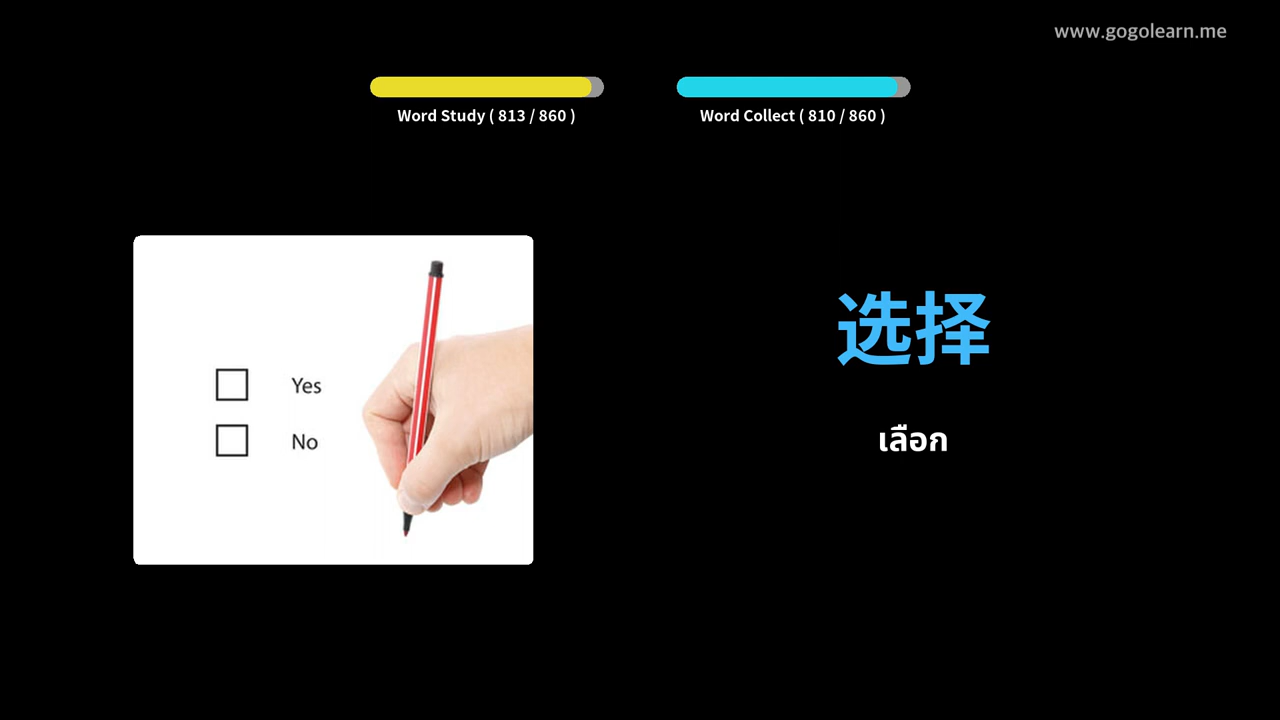 www.gogolearn.me
Word Study ( 813 / 860 )
Word Collect ( 810 / 860 )
Yes
No
选择
เลือก